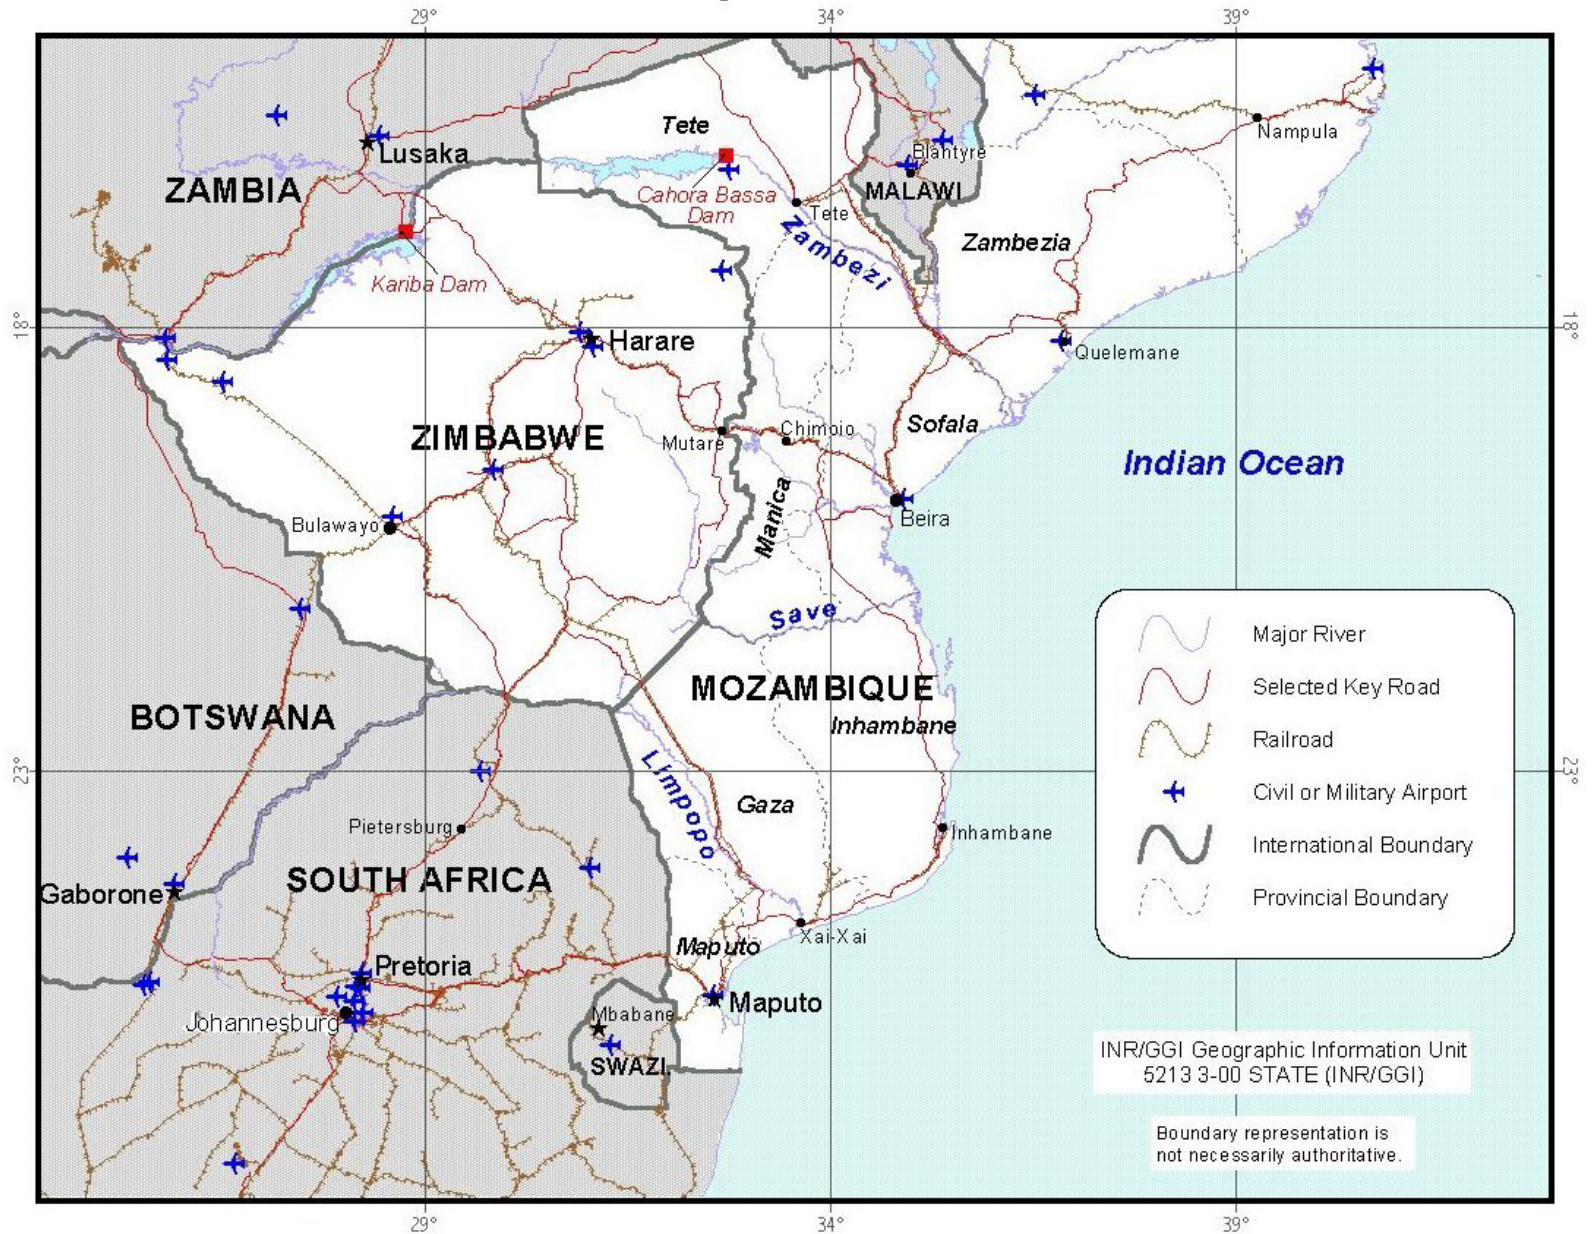 29°
34°
39°
Tete
Nampula
Lusaka
Blantyre
ZAMBIA
MALAWI
Cahora Bassa
Dam
Tete
Zambezi
Zambezia
Kariba Dam
18°
18°
Harare
Quelemane
ZIMBABWE
Mutare
Chimoio
Sofala
Indian Ocean
Manica
Bulawayo
Beira
Save
Major River
MOZAMBIQUE
Selected Key Road
BOTSWANA
Inhambane
Railroad
23°
23°
Limpopo
Civil or Military Airport
Gaza
Pietersburg
Inhambane
International Boundary
SOUTH AFRICA
Gaborone
Provincial Boundary
Xai-Xai
Maputo
Pretoria
Maputo
Johannesburg
Mbabane
SWAZI.
INR/GGI Geographic Information Unit
5213 3-00 STATE (INR/GGI)
Boundary representation is
not necessarily authoritative.
29°
34°
39°